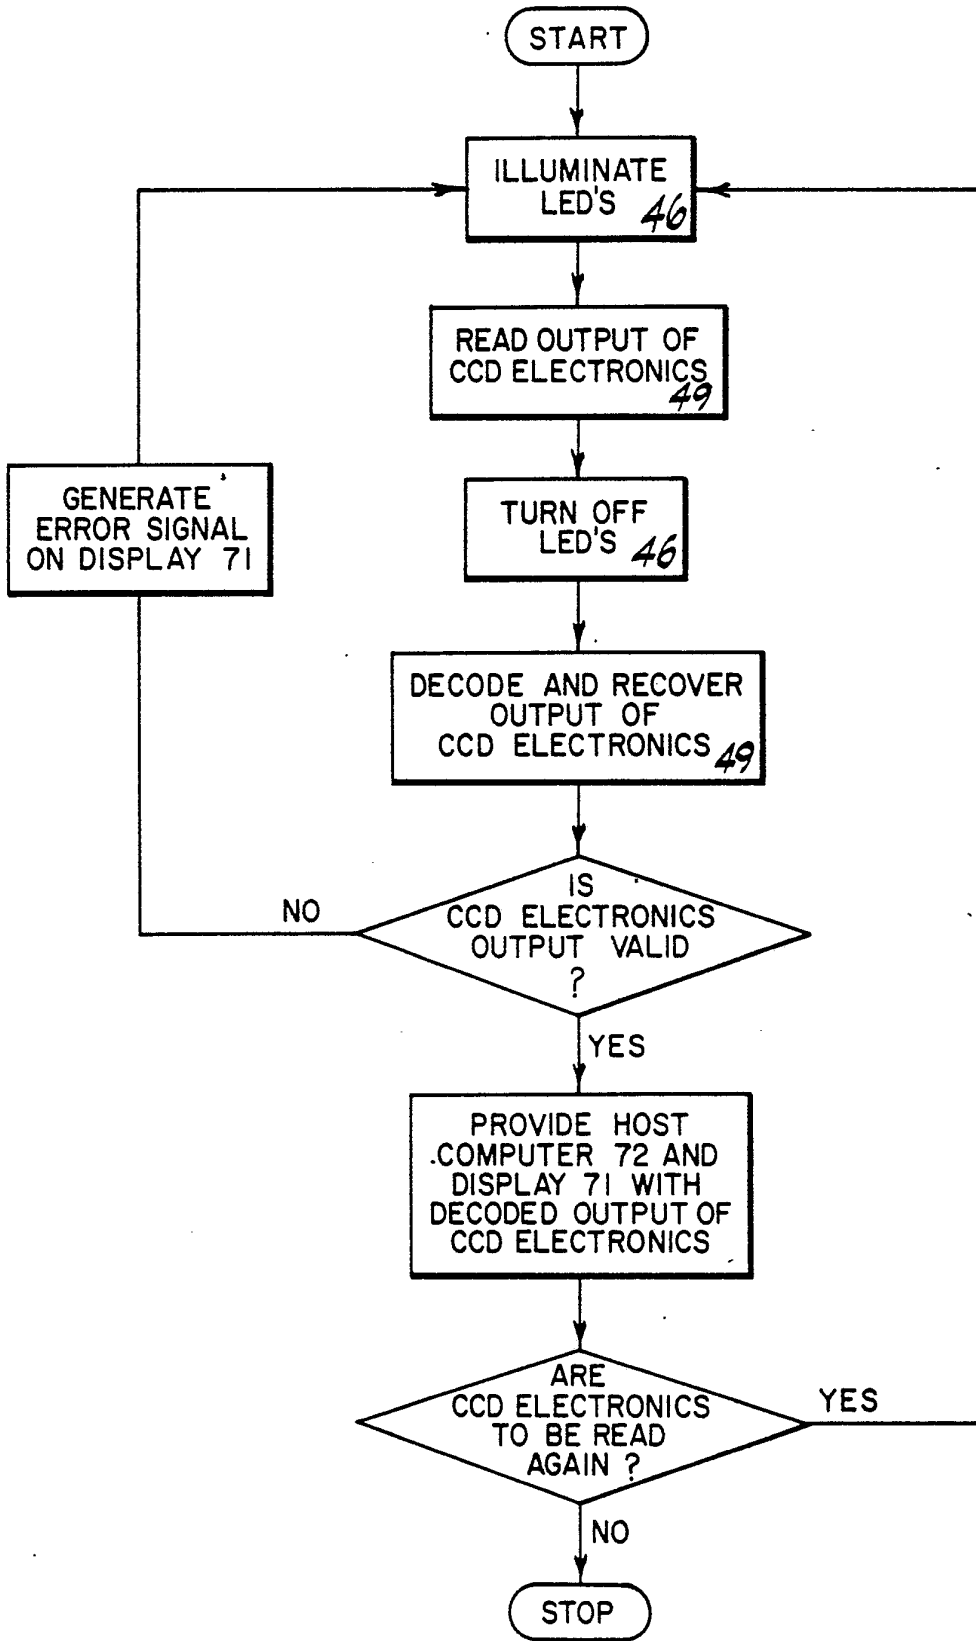 START
ILLUMINATE
LED'S 46
READ OUTPUT OF
CCD ELECTRONICS
49
TURN OFF
LED'S 46
GENERATE
ERROR SIGNAL
ON DISPLAY 71
DECODE AND RECOVER
OUTPUT OF
CCD ELECTRONICS 49
IS
CCD ELECTRONICS
OUTPUT VALID
?
NO
YES
PROVIDE HOST
COMPUTER 72 AND
DISPLAY 71 WITH
DECODED OUTPUT OF
CCD ELECTRONICS
ARE
CCD ELECTRONICS
TO BE READ
AGAIN ?
YES
NO
STOP